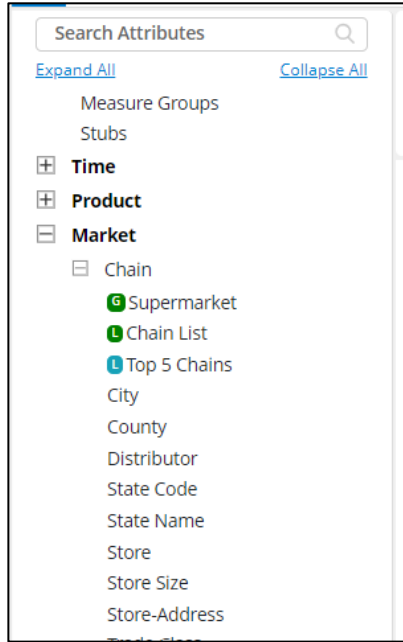 Search Attributes
Expand All Collapse All
Measure Groups
Stubs
Time
Product
Market
Chain
G Supermarket
L Chain List
L Top 5 Chains
City
County
Distributor
State Code
State Name
Store
Store Size
Store-Address